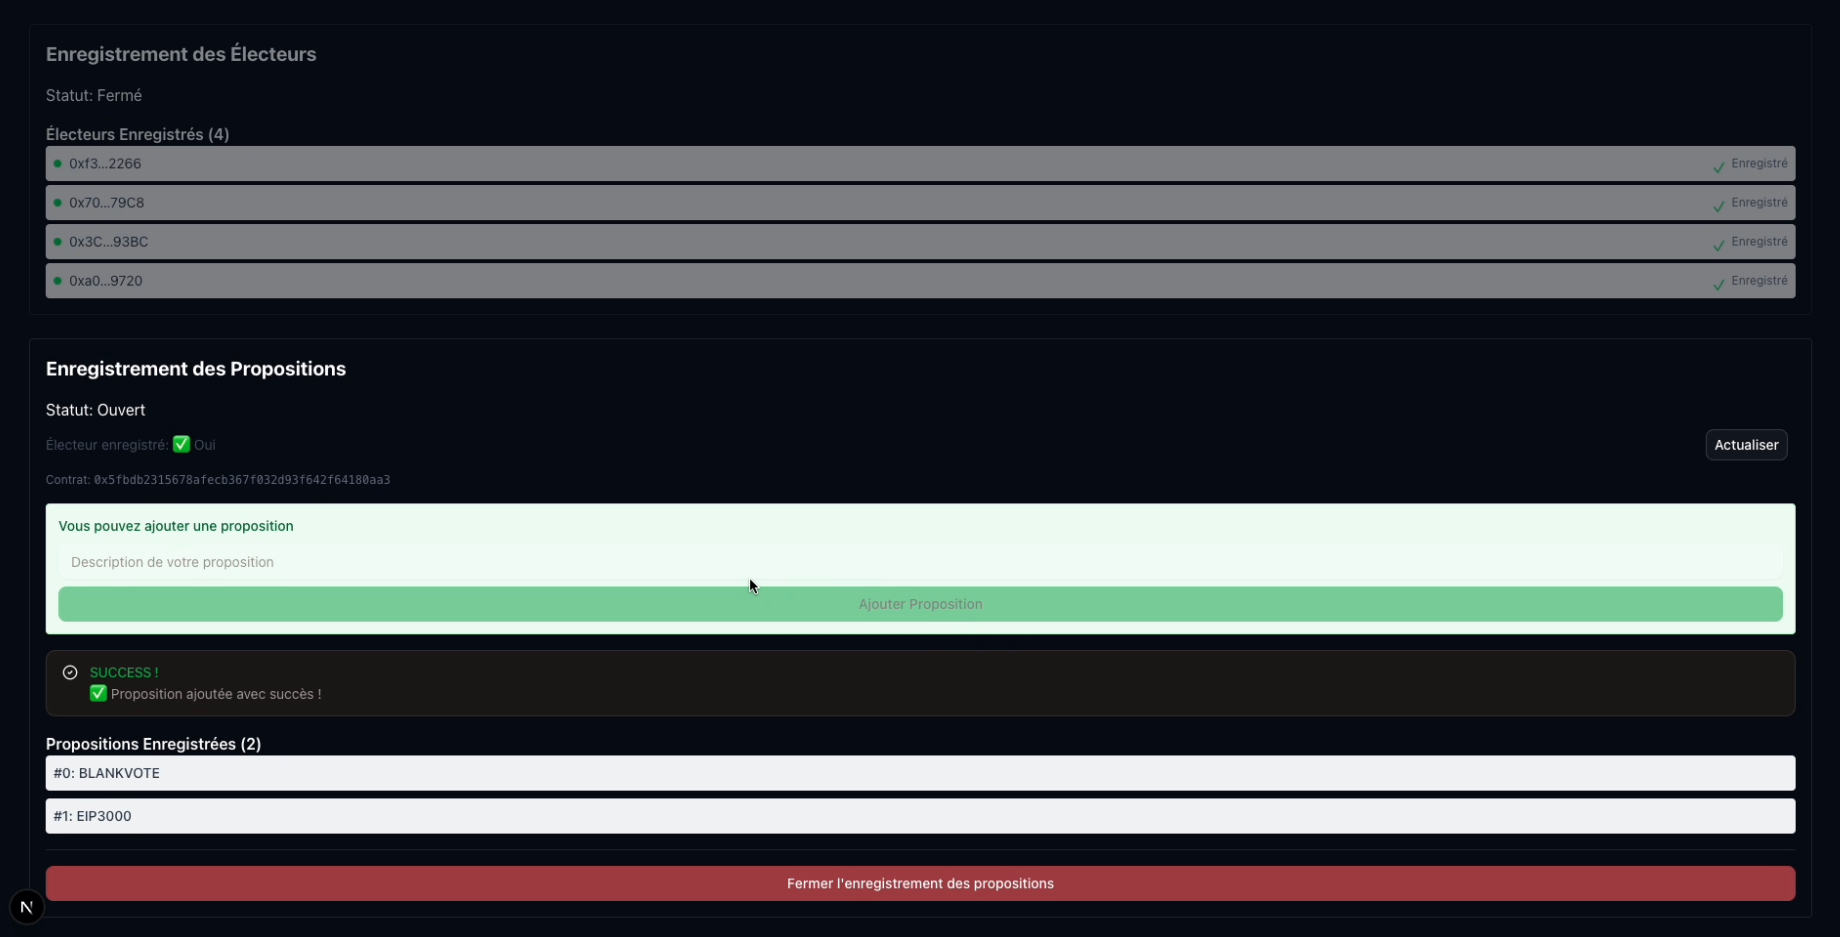 Enregistrement des Électeurs
Statut: Fermé
Électeurs Enregistrés (4)
0xf3...2266 Enregistré
0x70...79C8 Enregistré
0x3C...93BC Enregistré
0xa0...9720 Enregistré
Enregistrement des Propositions
Statut: Ouvert
Électeur enregistré: ✅ Oui
Actualiser
Contrat: 0x5fbdb2315678afecb367f032d93f642f64180aa3
Vous pouvez ajouter une proposition
Description de votre proposition
Ajouter Proposition
SUCCESS !
✅ Proposition ajoutée avec succès !
Propositions Enregistrées (2)
#0: BLANKVOTE
#1: EIP3000
Fermer l'enregistrement des propositions
N